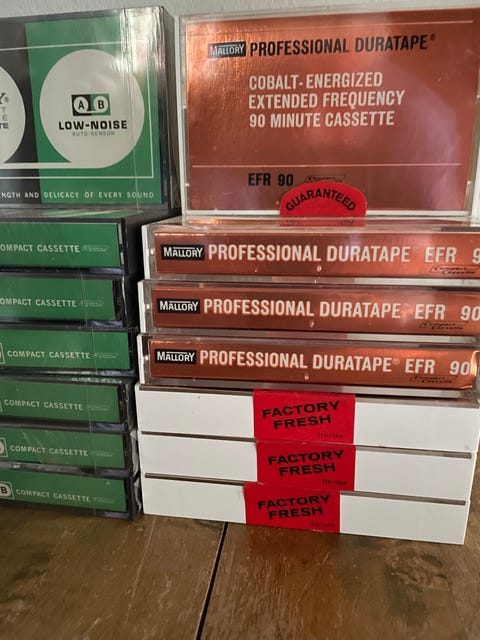 A B
LOW-NOISE
AUTO-SENSOR
AND DELICACY OF EVERY SOUND
MALLORY PROFESSIONAL DURATAPE®
COBALT-ENERGIZED
EXTENDED FREQUENCY
90 MINUTE CASSETTE
EFR 90
GUARANTEED
COMPACT CASSETTE
COMPACT CASSETTE
COMPACT CASSETTE
COMPACT CASSETTE
COMPACT CASSETTE
COMPACT CASSETTE
MALLORY PROFESSIONAL DURATAPE® EFR 9
MALLORY PROFESSIONAL DURATAPE® EFR 90
MALLORY PROFESSIONAL DURATAPE® EFR 90
FACTORY
FRESH
FACTORY
FRESH
FACTORY
FRESH